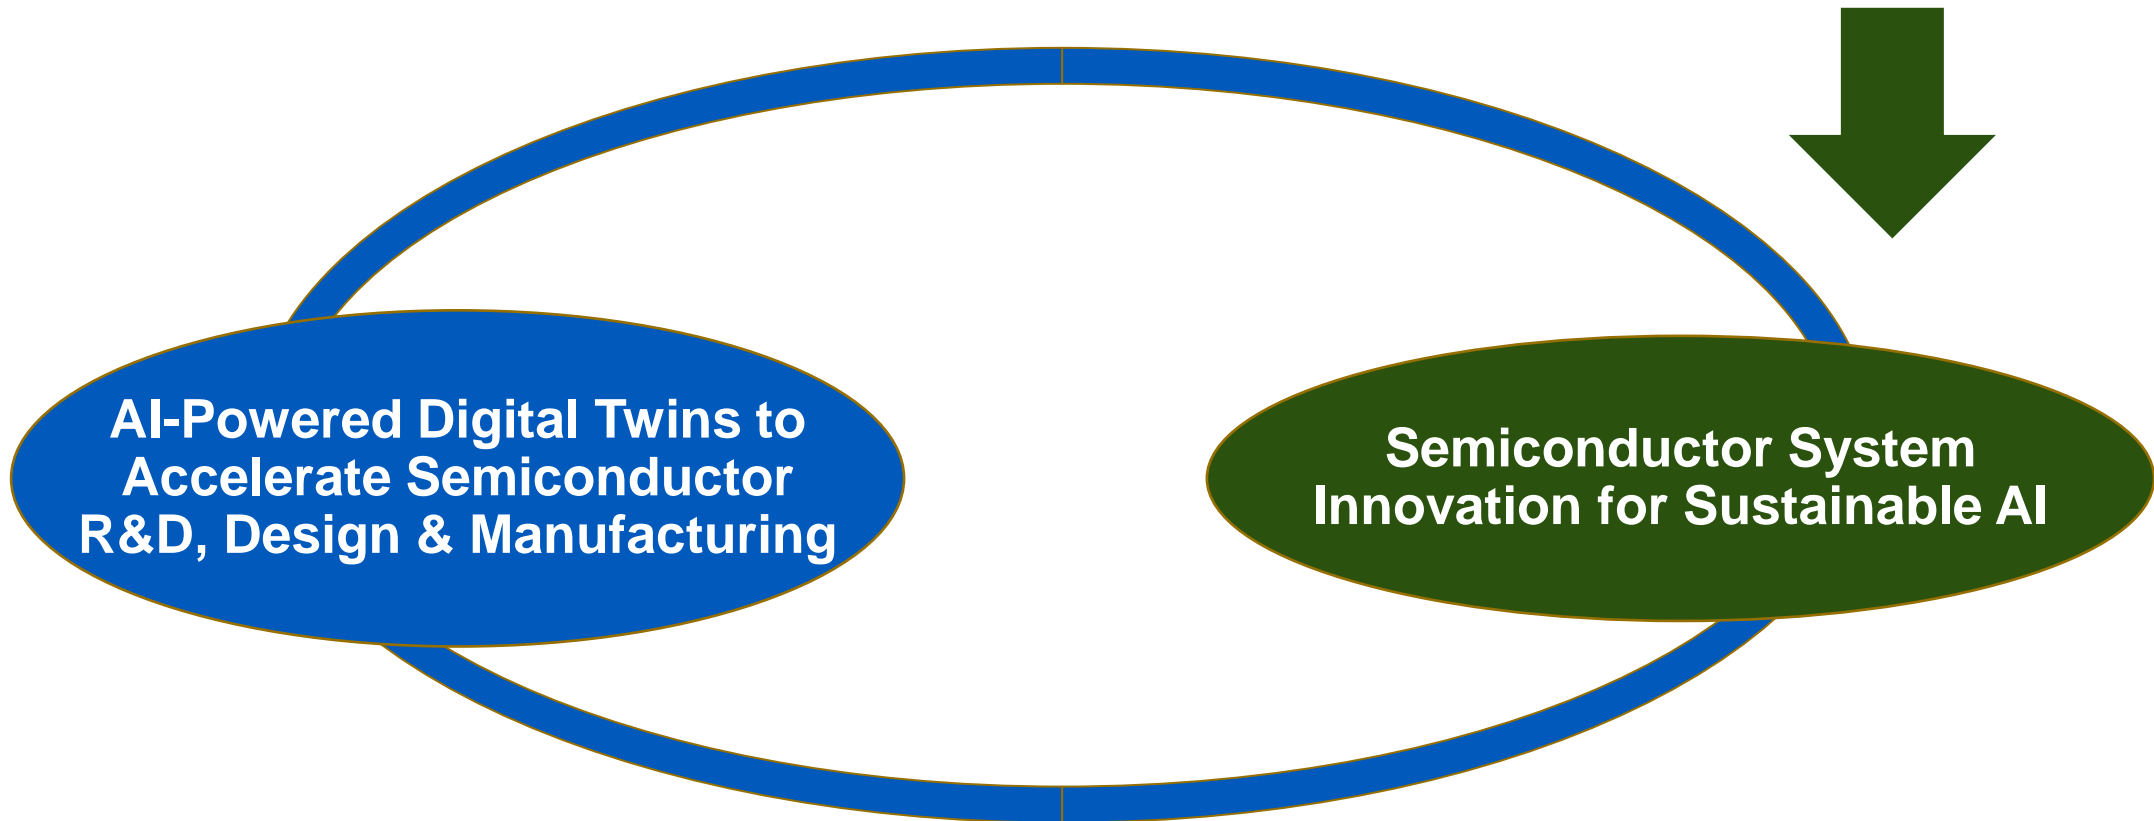 AI-Powered Digital Twins to
Accelerate Semiconductor
R&D, Design & Manufacturing
Semiconductor System
Innovation for Sustainable AI